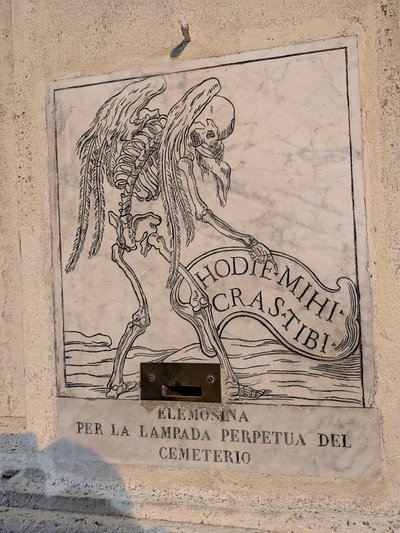 HODIE·MIHI·
CRAS·TIBI·
ELEMOSINA
PER LA LAMPADA PERPETUA DEL
CEMETERIO